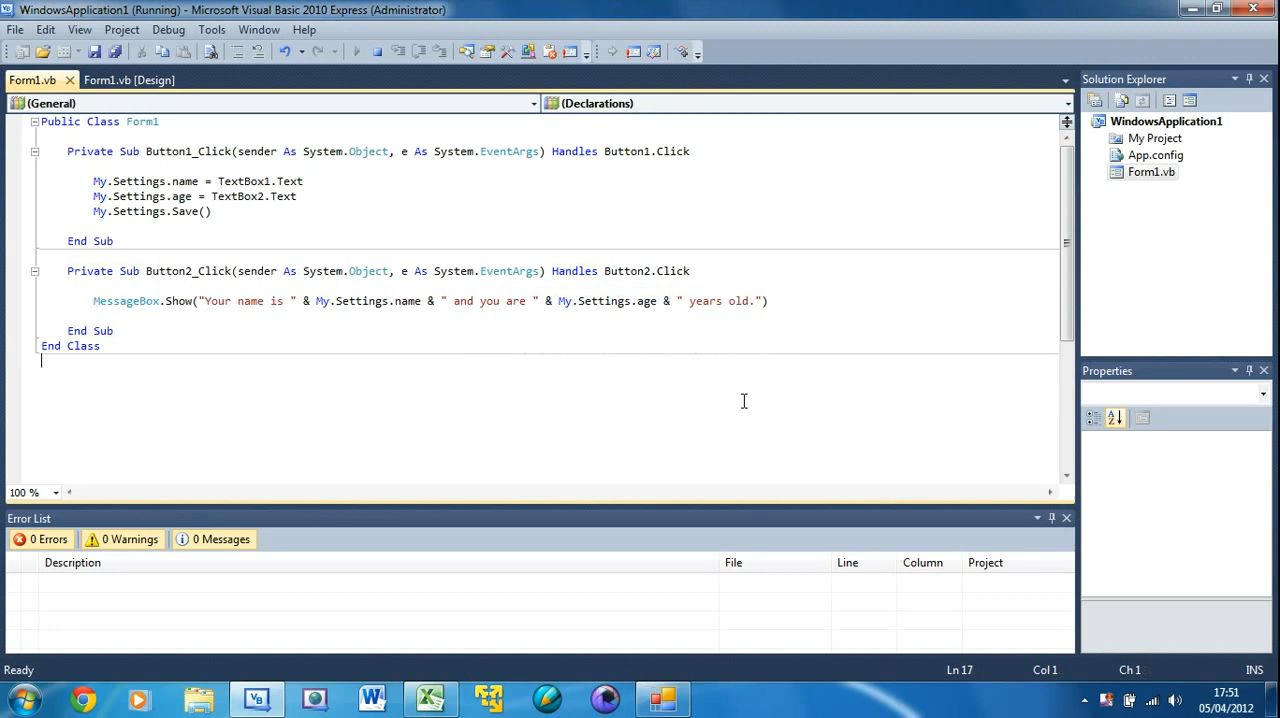 WindowsApplication1 (Running) - Microsoft Visual Basic 2010 Express (Administrator)
File Edit View Project Debug Tools Window Help
Form1.vb Form1.vb [Design]
Solution Explorer
(General) (Declarations)
WindowsApplication1
My Project
App.config
Form1.vb
Public Class Form1
Private Sub Button1_Click(sender As System.Object, e As System.EventArgs) Handles Button1.Click
My.Settings.name = TextBox1.Text
My.Settings.age = TextBox2.Text
My.Settings.Save()
End Sub
Private Sub Button2_Click(sender As System.Object, e As System.EventArgs) Handles Button2.Click
MessageBox.Show("Your name is " & My.Settings.name & " and you are " & My.Settings.age & " years old.")
End Sub
End Class
Properties
100 %
Error List
0 Errors 0 Warnings 0 Messages
Description File Line Column Project
Ready Ln 17 Col 1 Ch 1 INS
17:51
05/04/2012